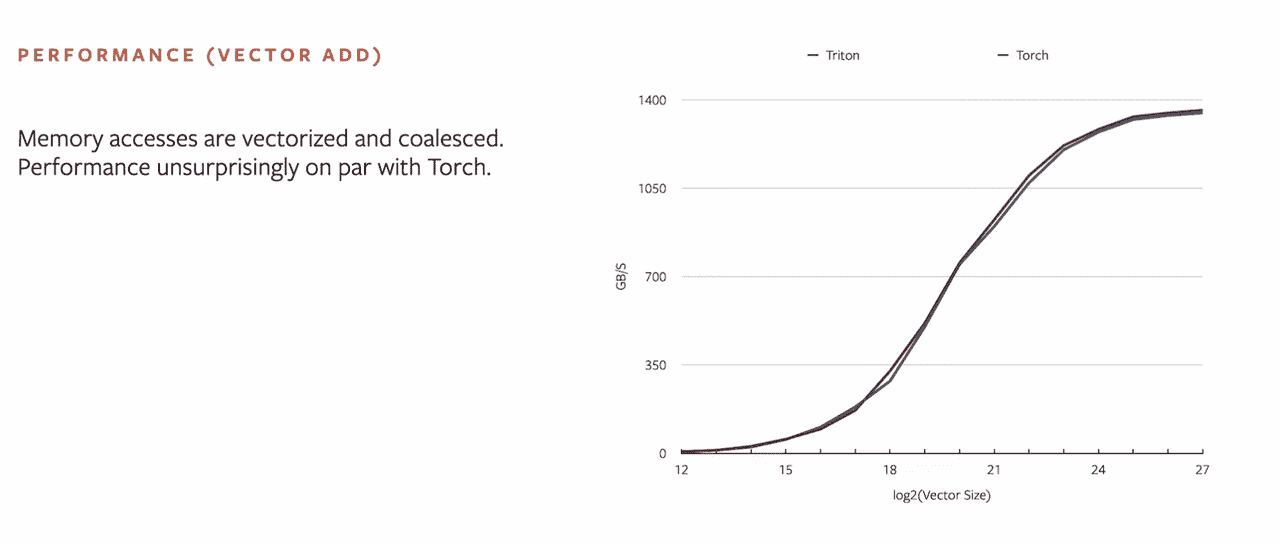 PERFORMANCE (VECTOR ADD)
Memory accesses are vectorized and coalesced.
Performance unsurprisingly on par with Torch.
Triton
Torch
1400
1050
700
350
0
GB/S
12
15
18
21
24
27
log2(Vector Size)